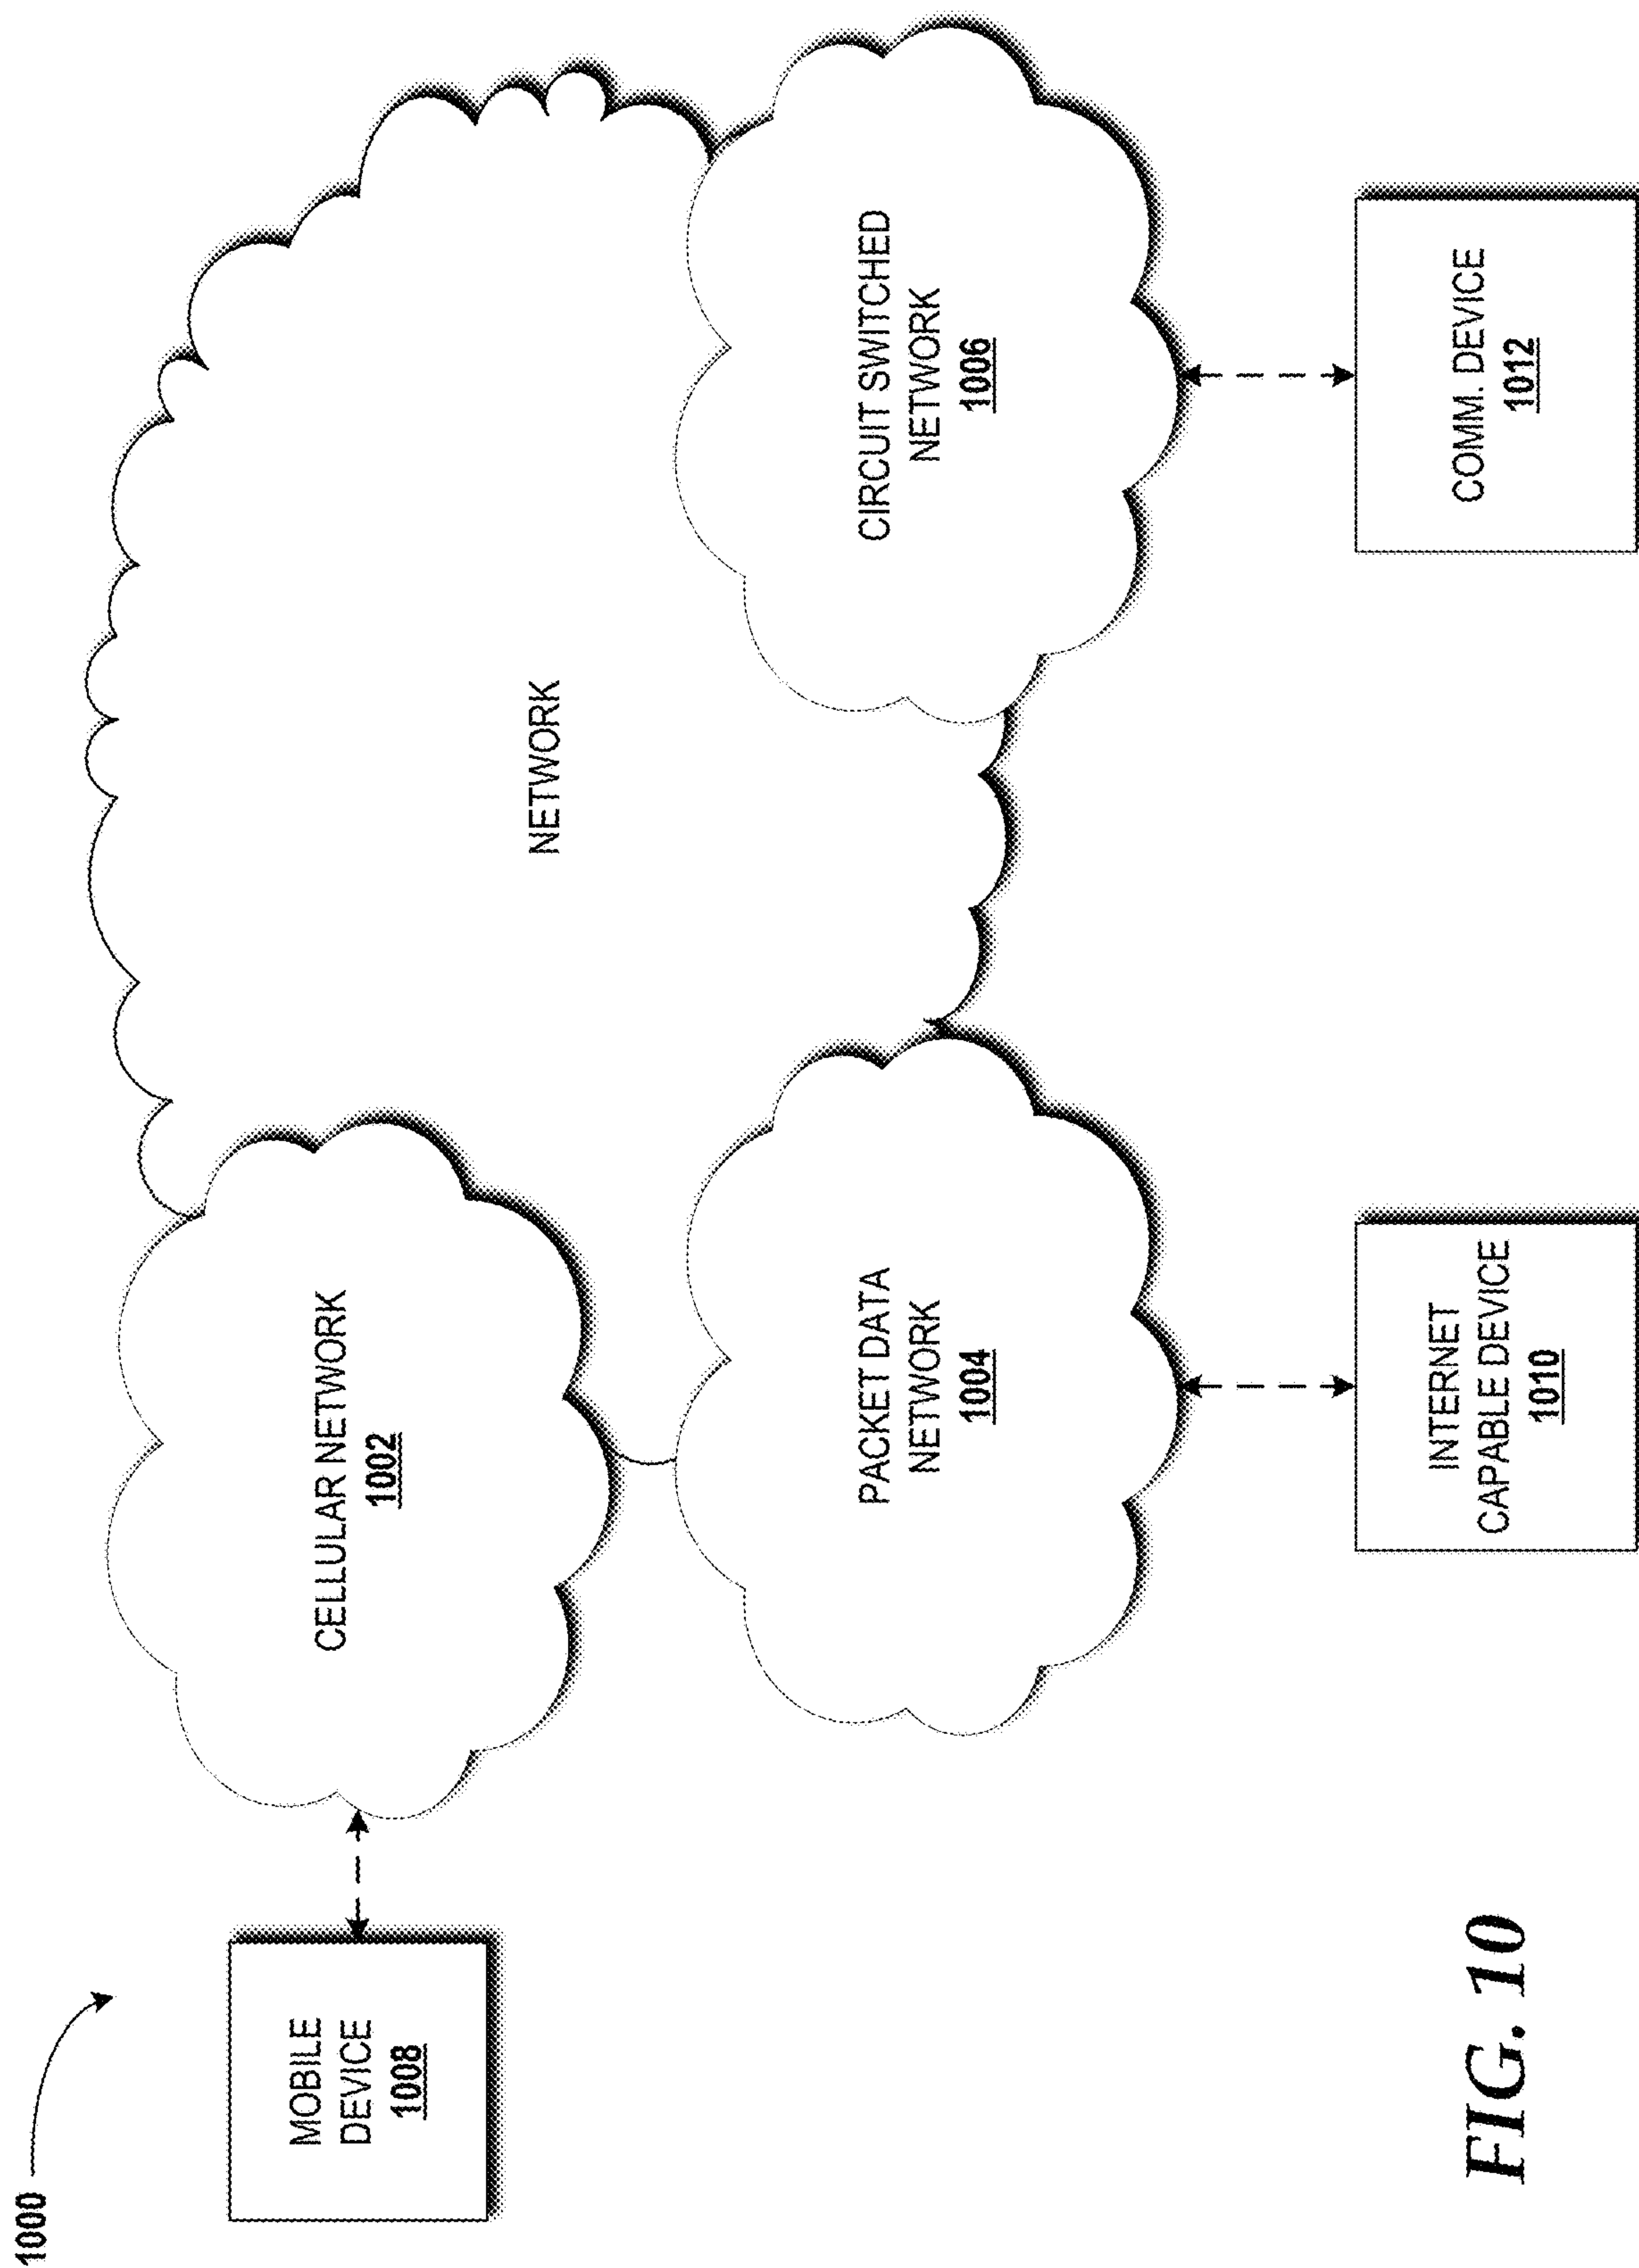 1000
MOBILE
DEVICE
1008
CELLULAR NETWORK
1002
NETWORK
PACKET DATA
NETWORK
1004
CIRCUIT SWITCHED
NETWORK
1006
INTERNET
CAPABLE DEVICE
1010
COMM. DEVICE
1012
FIG. 10